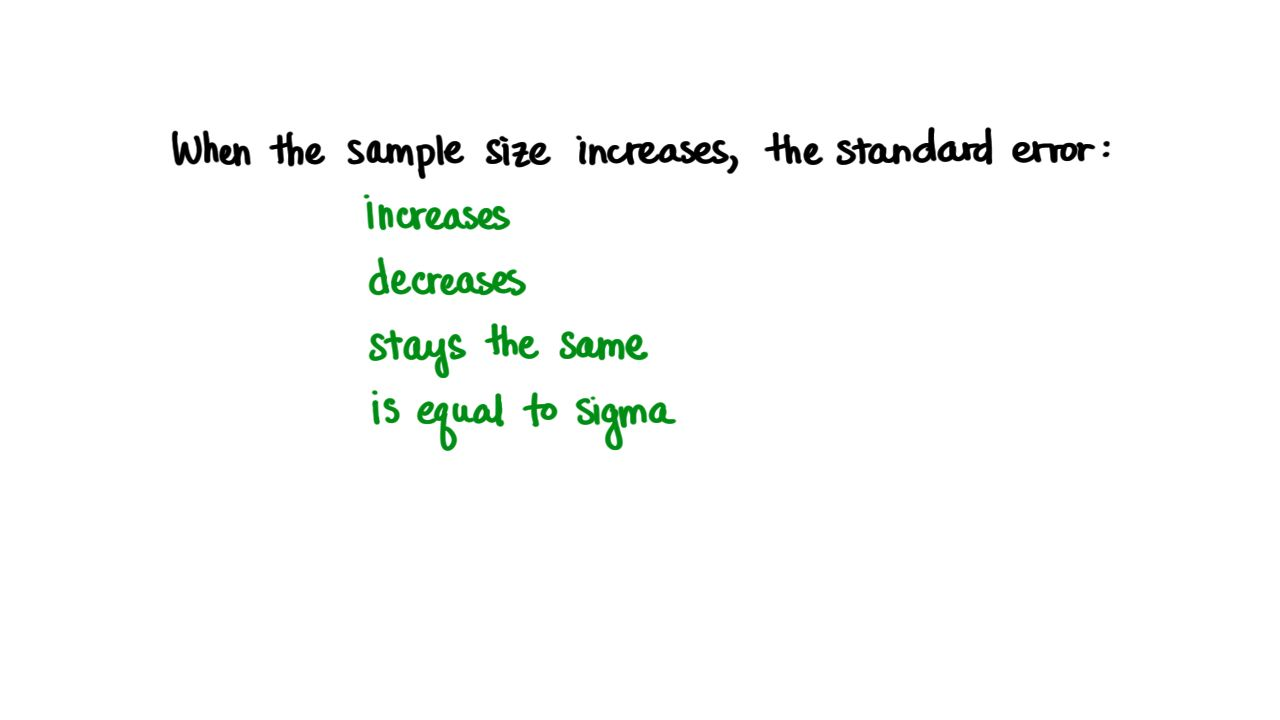 When the sample size increases, the standard error:
increases
decreases
stays the same
is equal to sigma